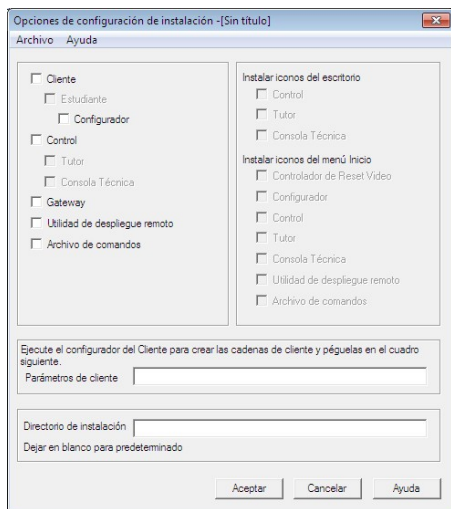 Opciones de configuración de instalación -[Sin título]
Archivo Ayuda
Cliente
Estudiante
Configurador
Control
Tutor
Consola Técnica
Gateway
Utilidad de despliegue remoto
Archivo de comandos
Instalar iconos del escritorio
Control
Tutor
Consola Técnica
Instalar iconos del menú Inicio
Controlador de Reset Video
Configurador
Control
Tutor
Consola Técnica
Utilidad de despliegue remoto
Archivo de comandos
Ejecute el configurador del Cliente para crear las cadenas de cliente y péguelas en el cuadro
siguiente.
Parámetros de cliente
Directorio de instalación
Dejar en blanco para predeterminado
Aceptar Cancelar Ayuda